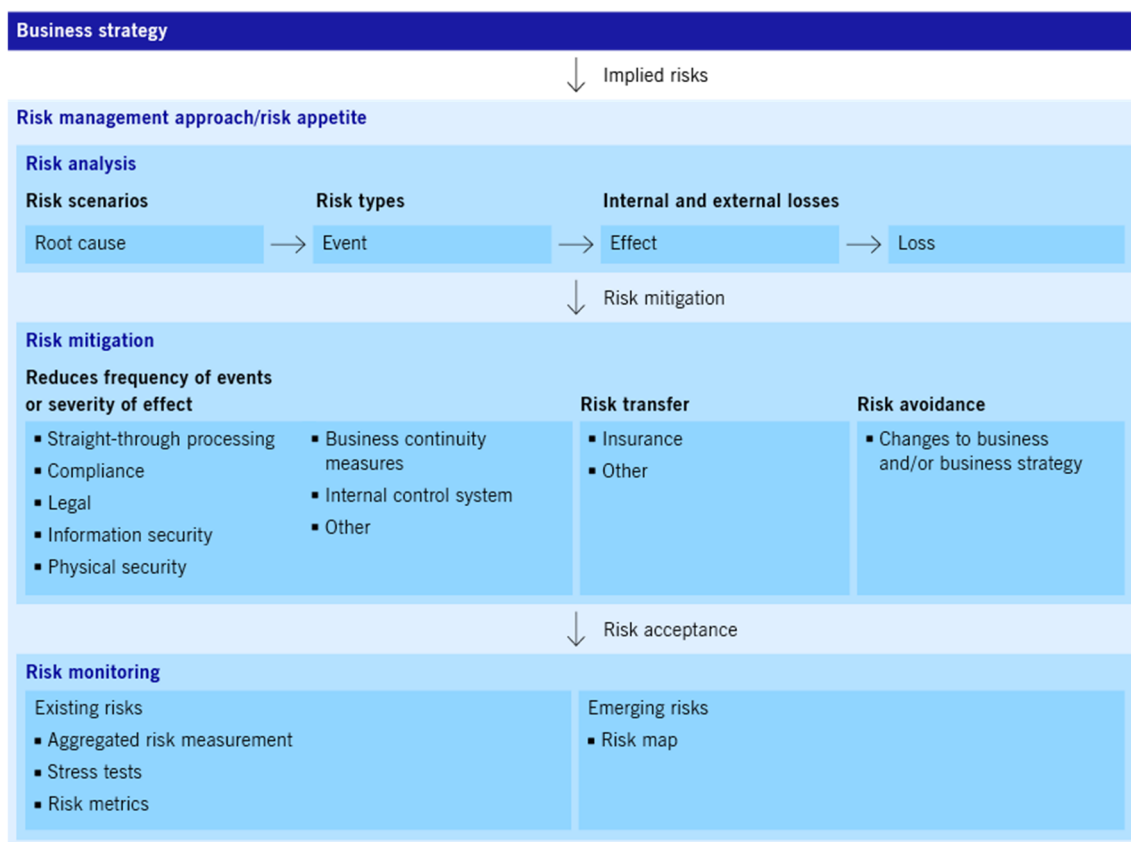 Business strategy
Implied risks
Risk management approach/risk appetite
Risk analysis
Risk scenarios
Risk types
Internal and external losses
Root cause
Event
Effect
Loss
Risk mitigation
Risk mitigation
Reduces frequency of events
or severity of effect
▪ Straight-through processing
▪ Compliance
▪ Legal
▪ Information security
▪ Physical security
▪ Business continuity
measures
▪ Internal control system
▪ Other
Risk transfer
▪ Insurance
▪ Other
Risk avoidance
▪ Changes to business
and/or business strategy
Risk acceptance
Risk monitoring
Existing risks
▪ Aggregated risk measurement
▪ Stress tests
▪ Risk metrics
Emerging risks
▪ Risk map